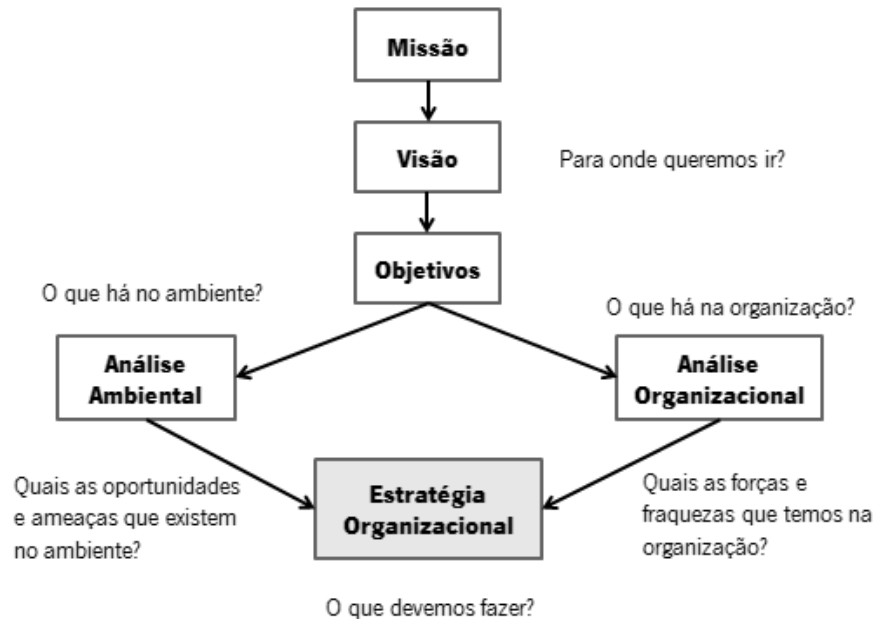 Missão
Visão
Para onde queremos ir?
Objetivos
O que há no ambiente?
O que há na organização?
Análise
Ambiental
Análise
Organizacional
Quais as oportunidades
e ameaças que existem
no ambiente?
Estratégia
Organizacional
Quais as forças e
fraquezas que temos na
organização?
O que devemos fazer?